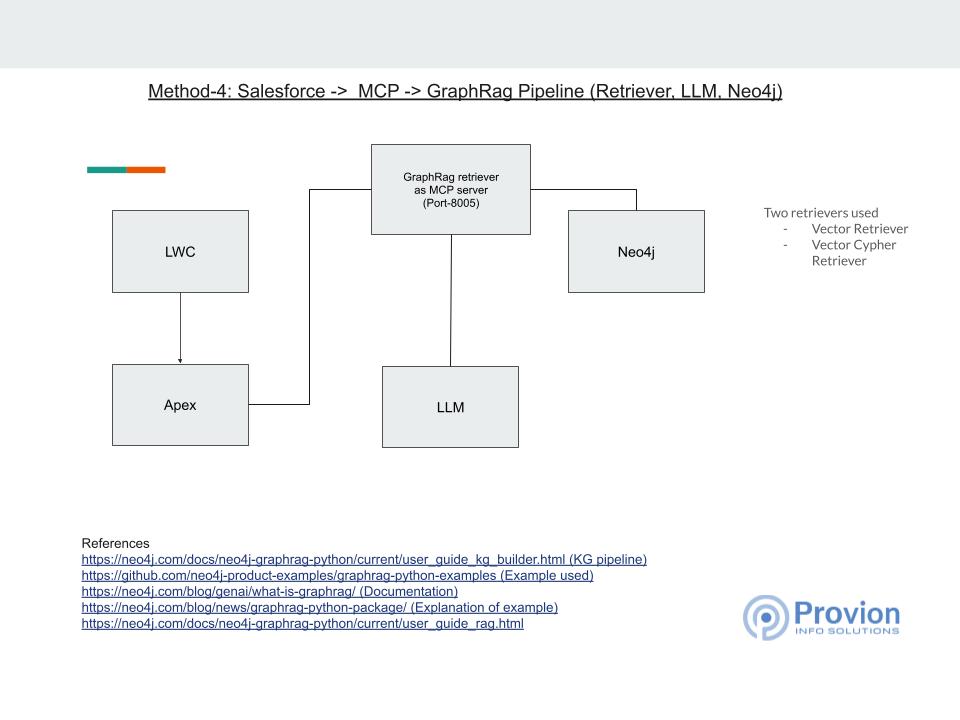 Method-4: Salesforce -> MCP -> GraphRag Pipeline (Retriever, LLM, Neo4j)
GraphRag retriever
as MCP server
(Port-8005)
LWC
Neo4j
Two retrievers used
- Vector Retriever
- Vector Cypher
Retriever
Apex
LLM
References
https://neo4j.com/docs/neo4j-graphrag-python/current/user_guide_kg_builder.html (KG pipeline)
https://github.com/neo4j-product-examples/graphrag-python-examples (Example used)
https://neo4j.com/blog/genai/what-is-graphrag/ (Documentation)
https://neo4j.com/blog/news/graphrag-python-package/ (Explanation of example)
https://neo4j.com/docs/neo4j-graphrag-python/current/user_guide_rag.html
Provion
INFO SOLUTIONS